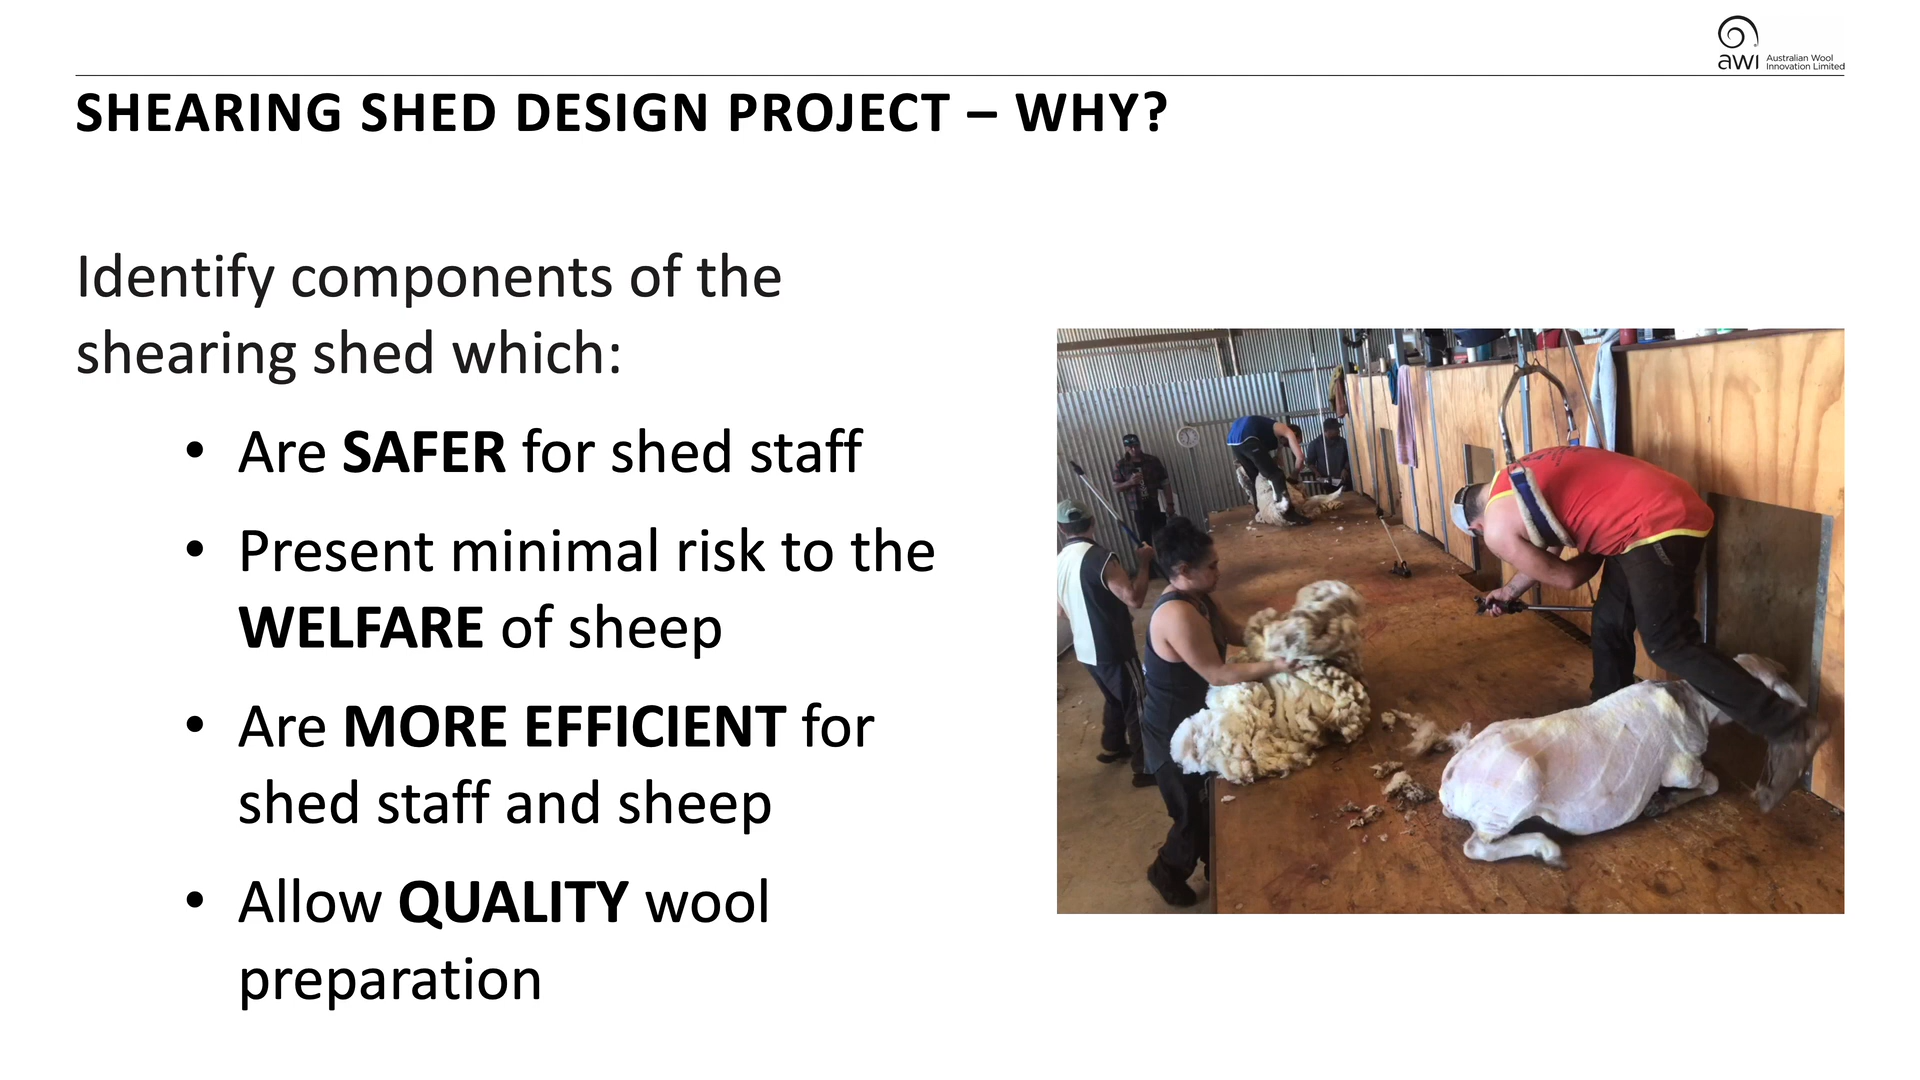 awi Australian Wool
Innovation Limited
SHEARING SHED DESIGN PROJECT – WHY?
Identify components of the
shearing shed which:
• Are SAFER for shed staff
• Present minimal risk to the
WELFARE of sheep
• Are MORE EFFICIENT for
shed staff and sheep
• Allow QUALITY wool
preparation